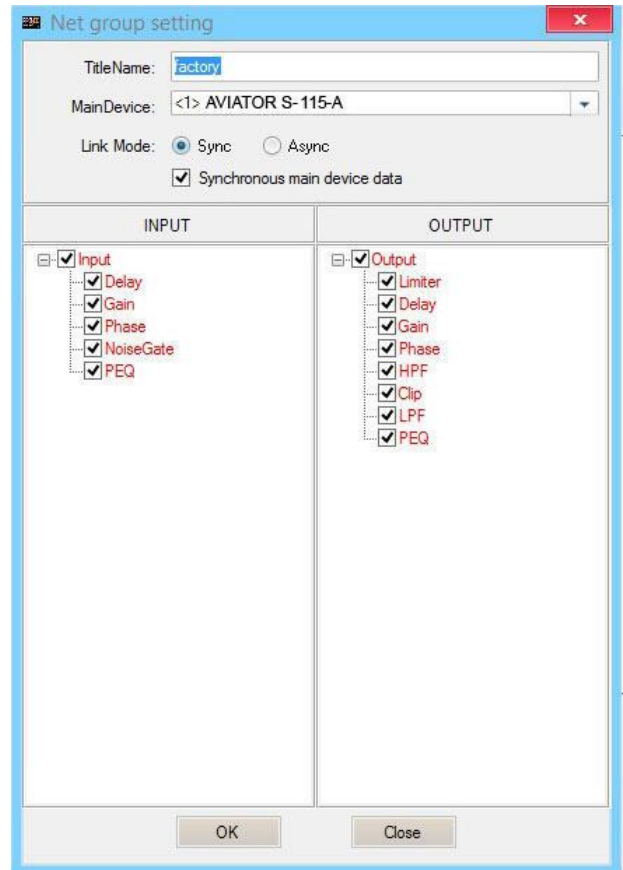 Net group setting
TitleName: factory
MainDevice: <1> AVIATOR S-115-A
Link Mode: Sync Async
Synchronous main device data
INPUT OUTPUT
Input
Delay
Gain
Phase
NoiseGate
PEQ
Output
Limiter
Delay
Gain
Phase
HPF
Clip
LPF
PEQ
OK Close